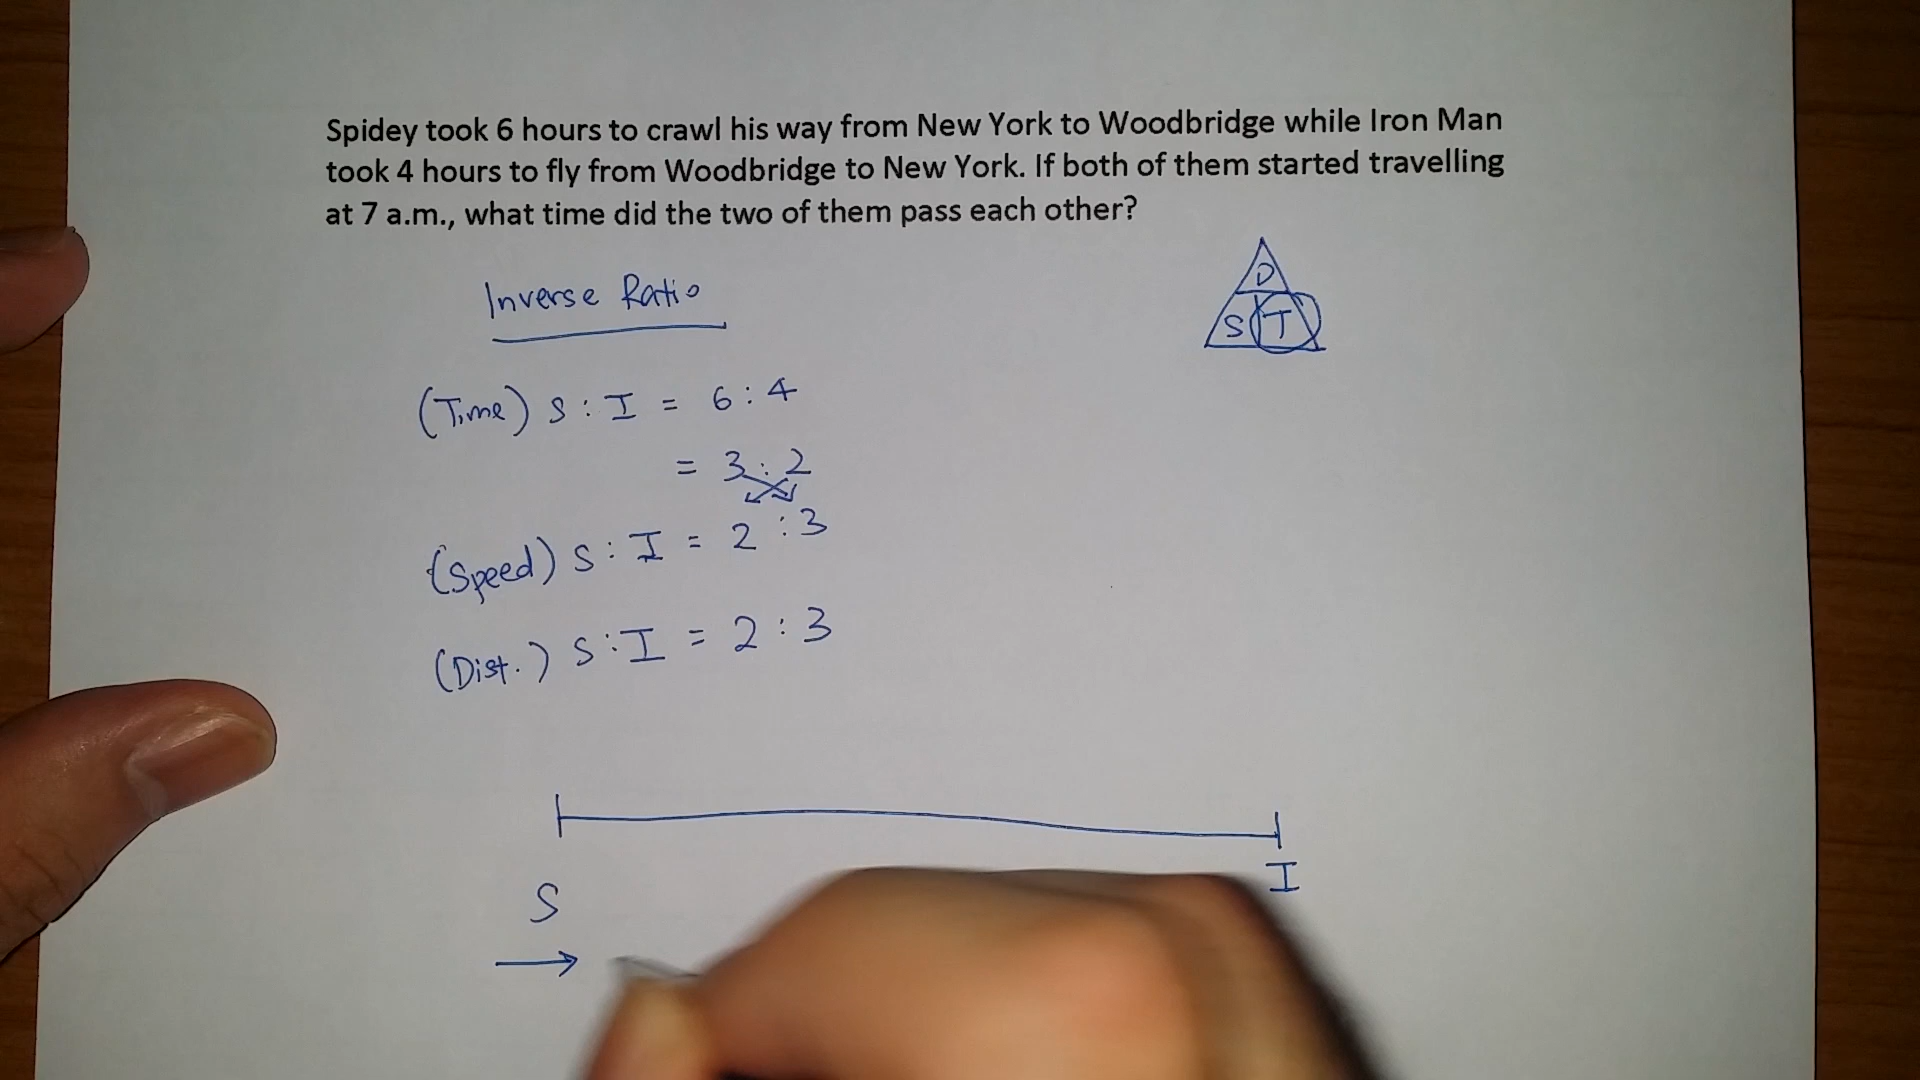 Spidey took 6 hours to crawl his way from New York to Woodbridge while Iron Man
took 4 hours to fly from Woodbridge to New York. If both of them started travelling
at 7 a.m., what time did the two of them pass each other?
Inverse Ratio
D
S T
(Time) S : I = 6 : 4
= 3 : 2
(Speed) S : I = 2 : 3
(Dist.) S : I = 2 : 3
I
S